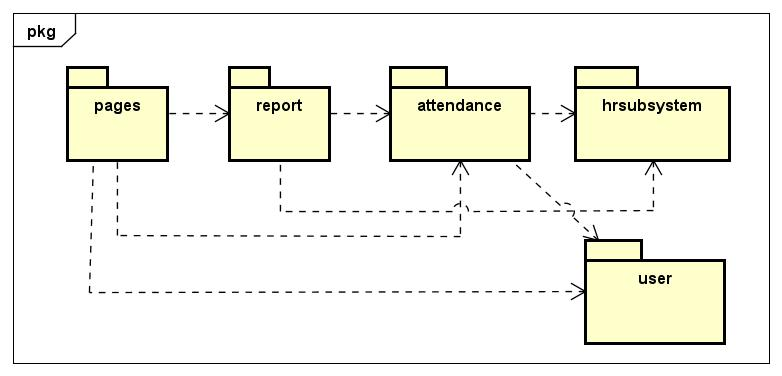 pkg
pages
report
attendance
hrsubsystem
user